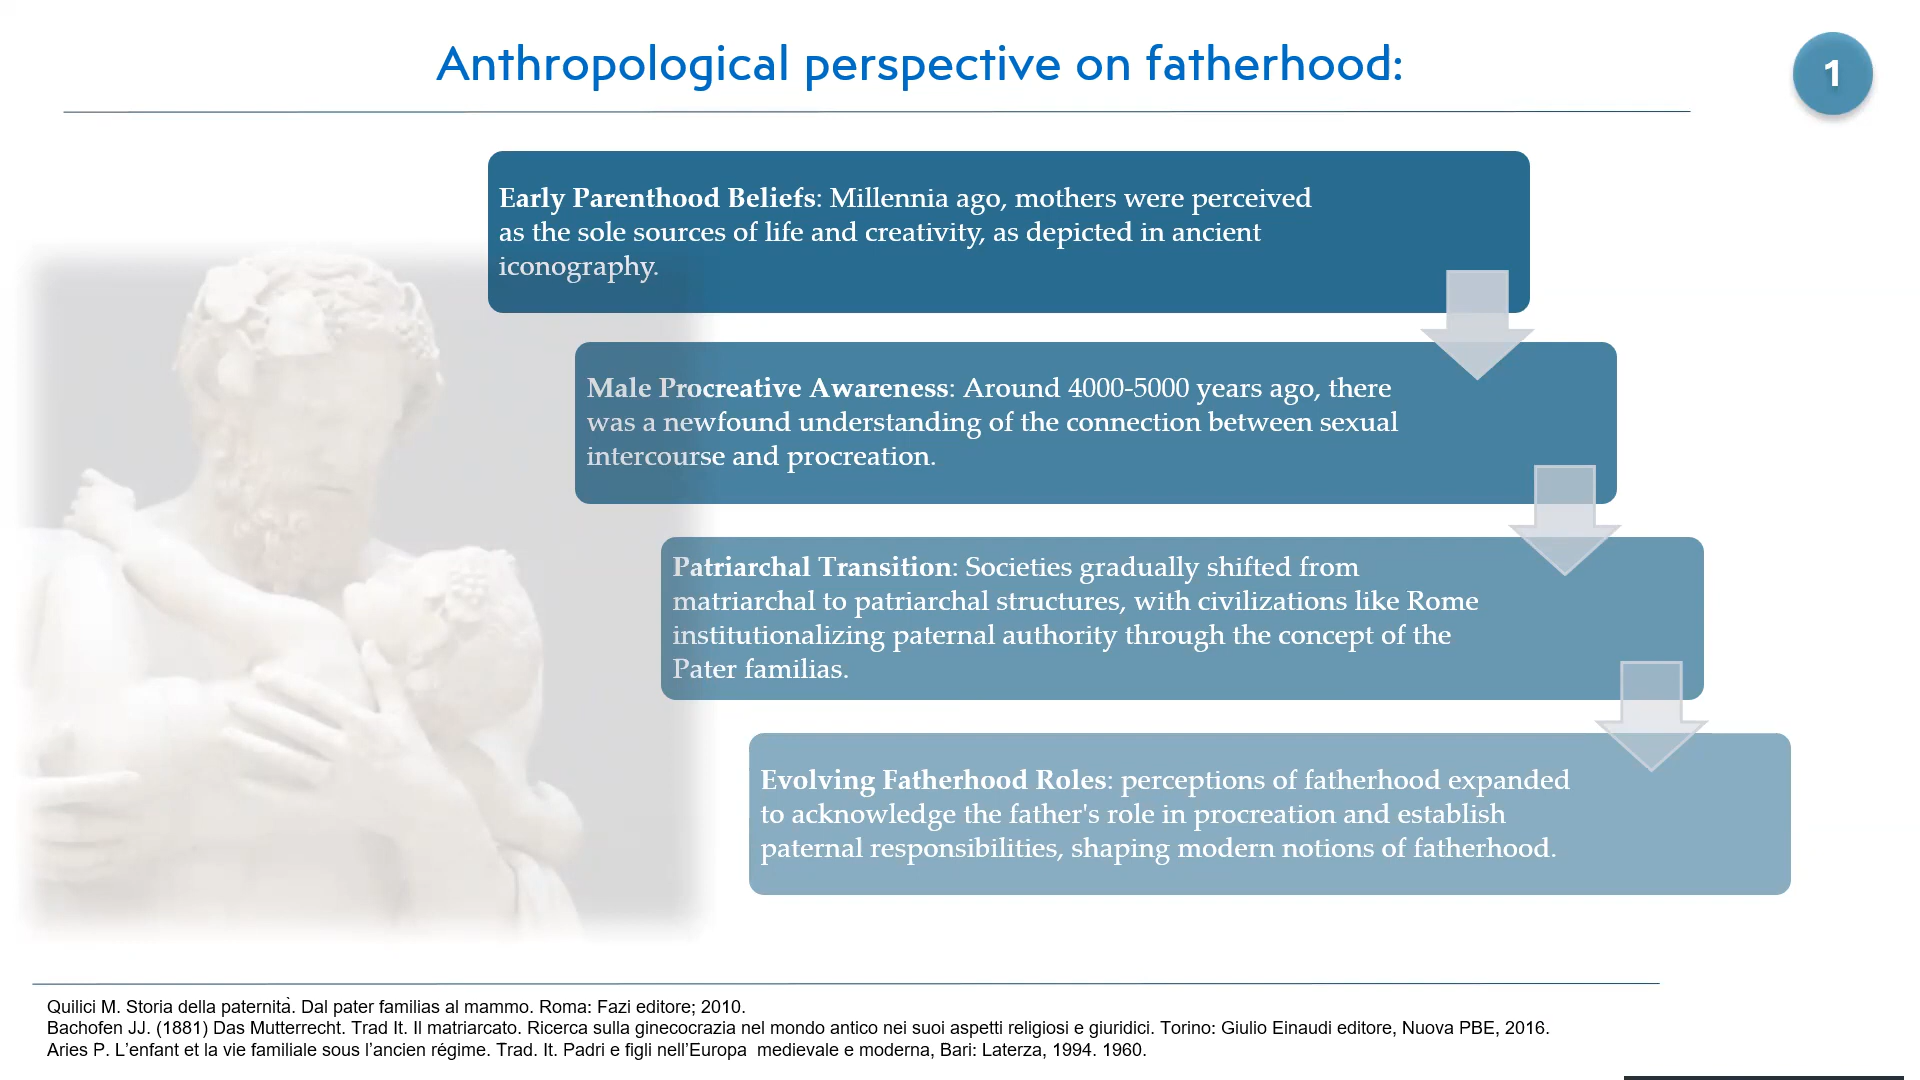 Anthropological perspective on fatherhood:
1
Early Parenthood Beliefs: Millennia ago, mothers were perceived
as the sole sources of life and creativity, as depicted in ancient
iconography.
Male Procreative Awareness: Around 4000-5000 years ago, there
was a newfound understanding of the connection between sexual
intercourse and procreation.
Patriarchal Transition: Societies gradually shifted from
matriarchal to patriarchal structures, with civilizations like Rome
institutionalizing paternal authority through the concept of the
Pater familias.
Evolving Fatherhood Roles: perceptions of fatherhood expanded
to acknowledge the father's role in procreation and establish
paternal responsibilities, shaping modern notions of fatherhood.
Quilici M. Storia della paternità. Dal pater familias al mammo. Roma: Fazi editore; 2010.
Bachofen JJ. (1881) Das Mutterrecht. Trad It. Il matriarcato. Ricerca sulla ginecocrazia nel mondo antico nei suoi aspetti religiosi e giuridici. Torino: Giulio Einaudi editore, Nuova PBE, 2016.
Aries P. L’enfant et la vie familiale sous l’ancien régime. Trad. It. Padri e figli nell’Europa  medievale e moderna, Bari: Laterza, 1994. 1960.